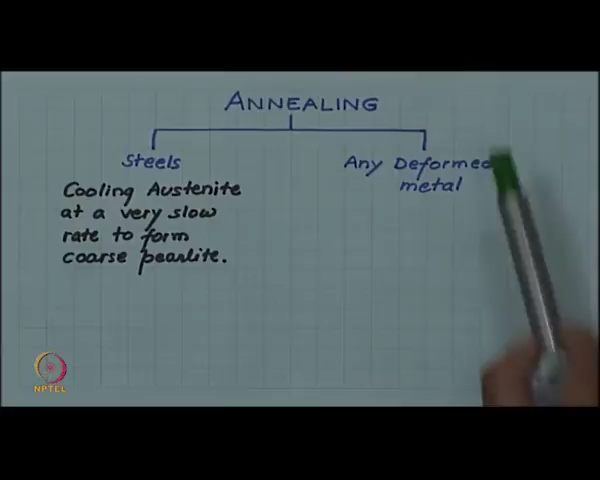 ANNEALING
Steels
Cooling Austenite
at a very slow
rate to form
coarse pearlite.
Any Deformed
metal
NPTEL